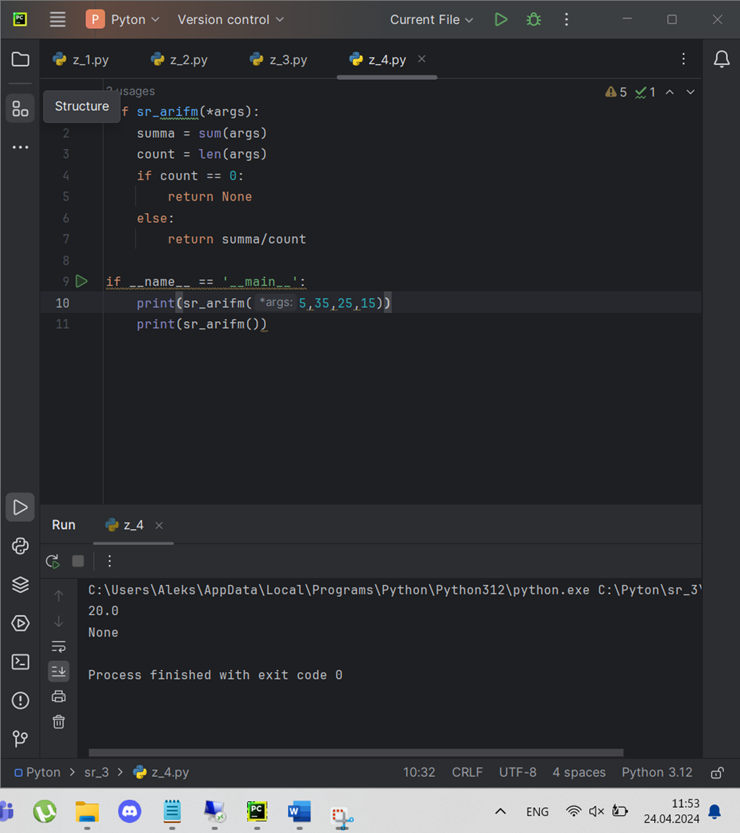 PC
P Pyton Version control Current File
z_1.py z_2.py z_3.py z_4.py
2 usages 5 1
Structure
f sr_arifm(*args):
2 summa = sum(args)
3 count = len(args)
4 if count == 0:
5 return None
6 else:
7 return summa/count
8
9 if __name__ == '__main__':
10 print(sr_arifm( *args: 5,35,25,15))
11 print(sr_arifm())
Run z_4
C:\Users\Aleks\AppData\Local\Programs\Python\Python312\python.exe C:\Pyton\sr_3\
20.0
None
Process finished with exit code 0
Pyton > sr_3 > z_4.py 10:32 CRLF UTF-8 4 spaces Python 3.12
PC W ENG 11:53
24.04.2024